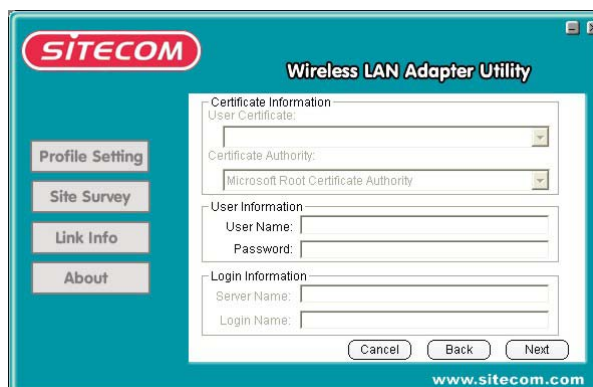 SITECOM
Wireless LAN Adapter Utility
Profile Setting
Site Survey
Link Info
About
Certificate Information
User Certificate:
Certificate Authority:
Microsoft Root Certificate Authority
User Information
User Name:
Password:
Login Information
Server Name:
Login Name:
Cancel
Back
Next
www.sitecom.com